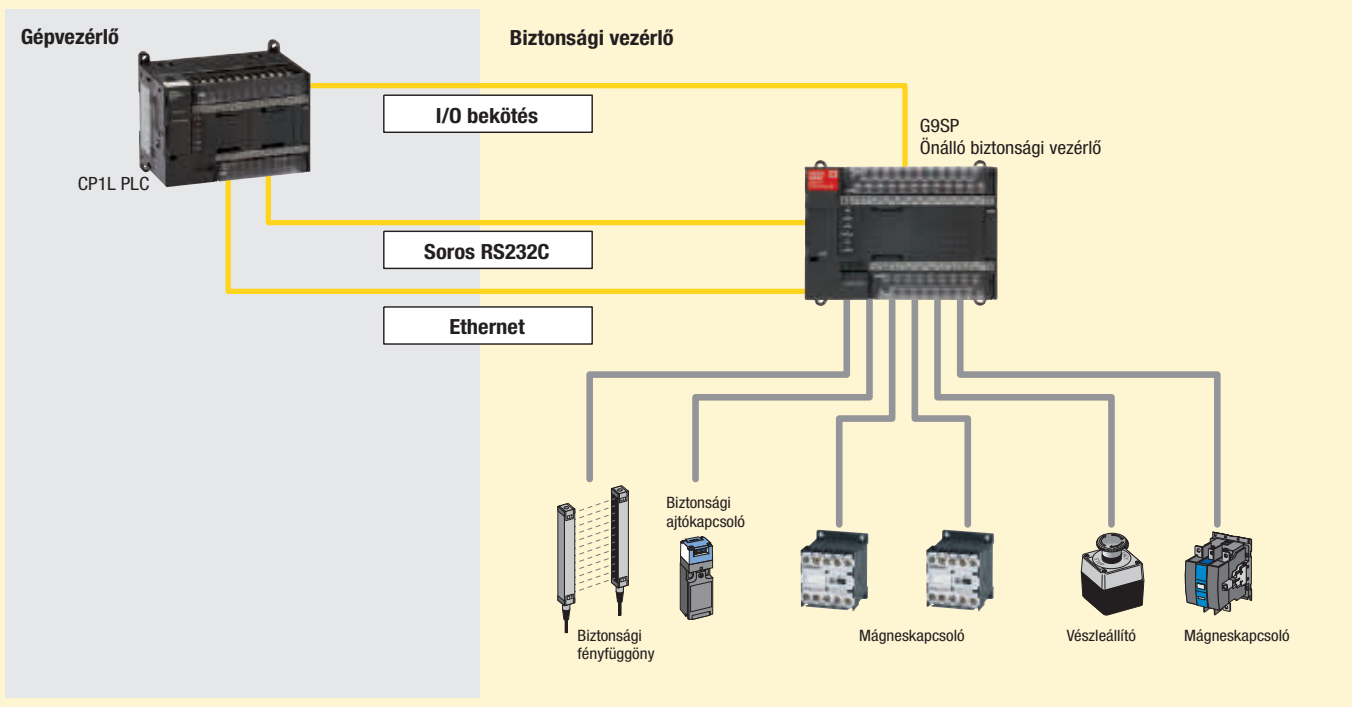 Gépvezérlő
Biztonsági vezérlő
I/O bekötés
G9SP
Önálló biztonsági vezérlő
CP1L PLC
Soros RS232C
Ethernet
Biztonsági
ajtókapcsoló
Biztonsági
fényfüggöny
Mágneskapcsoló
Vészleállító
Mágneskapcsoló